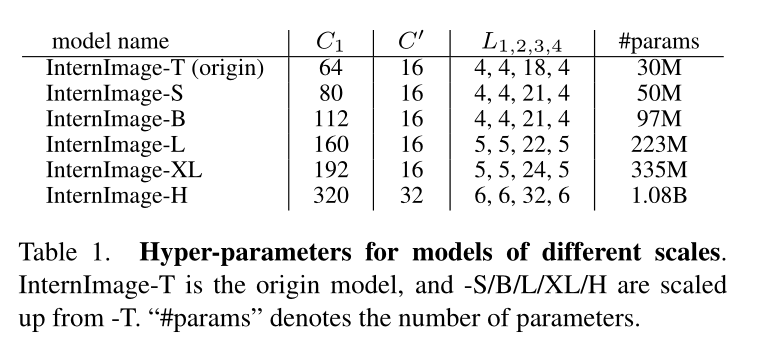 model name C₁ C′ L₁,₂,₃,₄ #params
InternImage-T (origin) 64 16 4, 4, 18, 4 30M
InternImage-S 80 16 4, 4, 21, 4 50M
InternImage-B 112 16 4, 4, 21, 4 97M
InternImage-L 160 16 5, 5, 22, 5 223M
InternImage-XL 192 16 5, 5, 24, 5 335M
InternImage-H 320 32 6, 6, 32, 6 1.08B
Table 1. Hyper-parameters for models of different scales.
InternImage-T is the origin model, and -S/B/L/XL/H are scaled
up from -T. “#params” denotes the number of parameters.